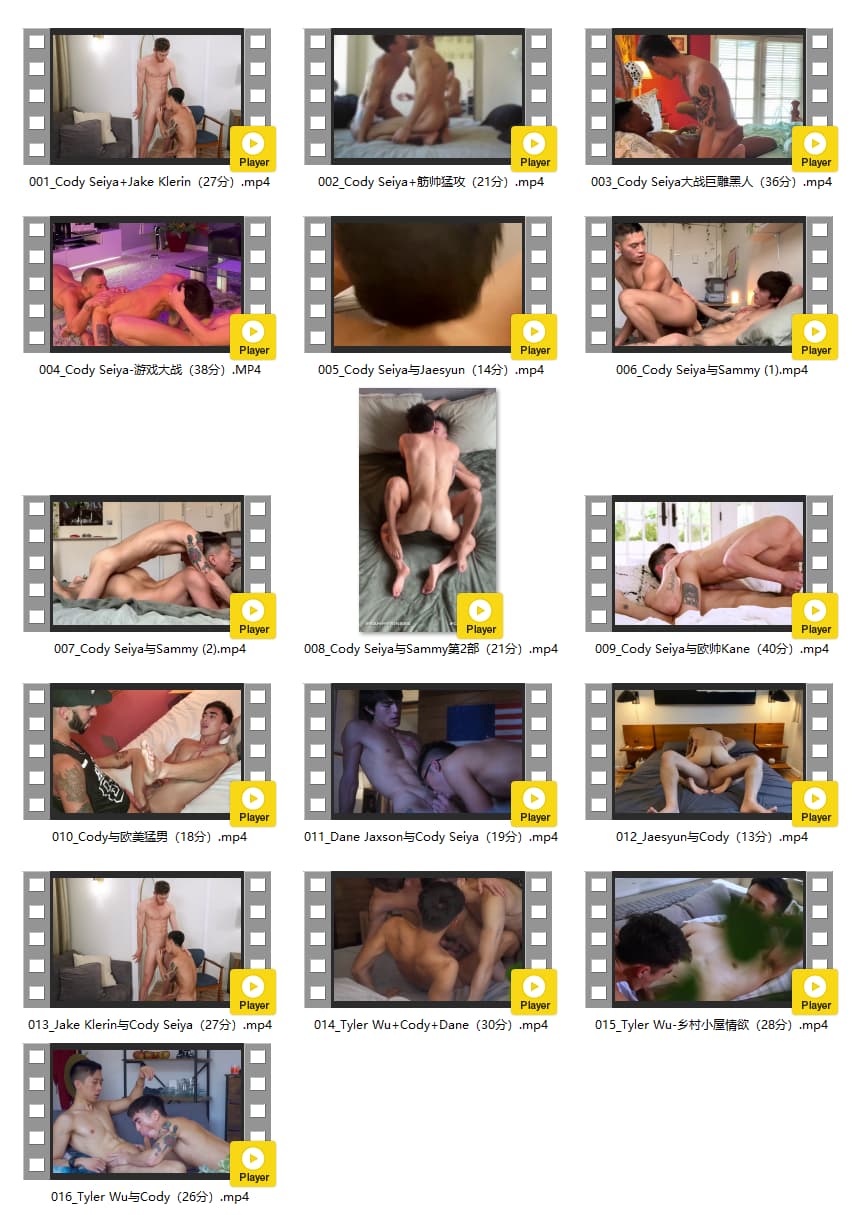 Player
Player
Player
001_Cody Seiya+Jake Klerin（27分）.mp4
002_Cody Seiya+筋帅猛攻（21分）.mp4
003_Cody Seiya大战巨雕黑人（36分）.mp4
Player
Player
Player
004_Cody Seiya-游戏大战（38分）.MP4
005_Cody Seiya与Jaesyun（14分）.mp4
006_Cody Seiya与Sammy (1).mp4
Player
Player
Player
007_Cody Seiya与Sammy (2).mp4
008_Cody Seiya与Sammy第2部（21分）.mp4
009_Cody Seiya与欧帅Kane（40分）.mp4
Player
Player
Player
010_Cody与欧美猛男（18分）.mp4
011_Dane Jaxson与Cody Seiya（19分）.mp4
012_Jaesyun与Cody（13分）.mp4
Player
Player
Player
013_Jake Klerin与Cody Seiya（27分）.mp4
014_Tyler Wu+Cody+Dane（30分）.mp4
015_Tyler Wu-乡村小屋情欲（28分）.mp4
Player
016_Tyler Wu与Cody（26分）.mp4